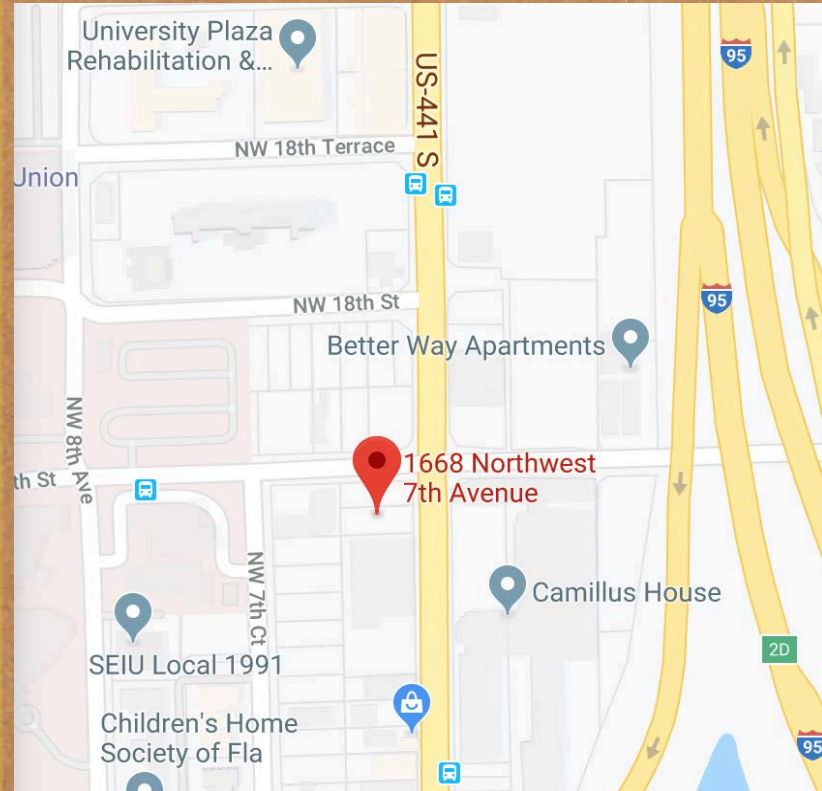 University Plaza
Rehabilitation &...
95
US-441 S
NW 18th Terrace
Union
95
NW 18th St
Better Way Apartments
NW 8th Ave
1668 Northwest
7th Avenue
th St
NW 7th Ct
Camillus House
2D
SEIU Local 1991
Children's Home
Society of Fla
95